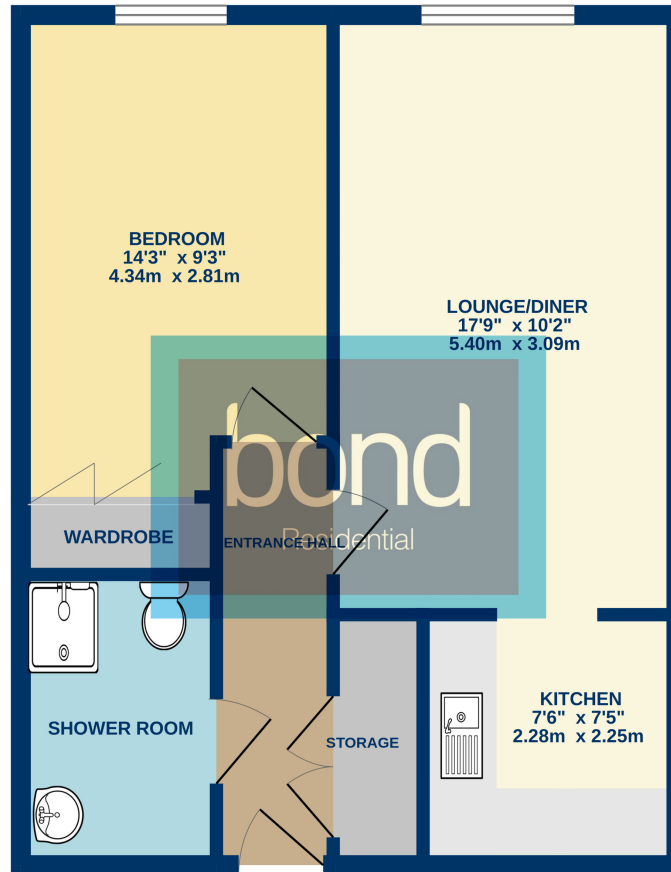 BEDROOM
14'3" x 9'3"
4.34m x 2.81m
LOUNGE/DINER
17'9" x 10'2"
5.40m x 3.09m
bond
Residential
WARDROBE
ENTRANCE HALL
SHOWER ROOM
STORAGE
KITCHEN
7'6" x 7'5"
2.28m x 2.25m